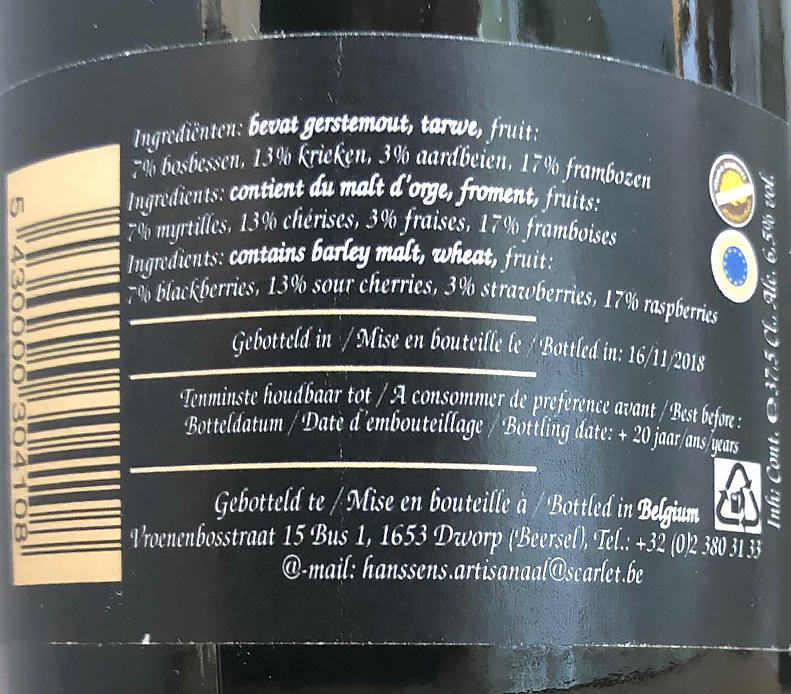 Ingrediënten: bevat gerstemout, tarwe, fruit:
7% bosbessen, 13% krieken, 3% aardbeien, 17% frambozen
Ingrédients: contient du malt d'orge, froment, fruits:
7% myrtilles, 13% chérises, 3% fraises, 17% framboises
Ingredients: contains barley malt, wheat, fruit:
7% blackberries, 13% sour cherries, 3% strawberries, 17% raspberries
Gebotteld in / Mise en bouteille le / Bottled in: 16/11/2018
Tenminste houdbaar tot / A consommer de preference avant / Best before:
Botteldatum / Date d'embouteillage / Bottling date: + 20 jaar/ans/years
Gebotteld te / Mise en bouteille à / Bottled in Belgium
Vroenenbosstraat 15 Bus 1, 1653 Dworp (Beersel), Tel.: +32 (0)2 380 31 33
@-mail: hanssens.artisanaal@scarlet.be
5 430000 304108
Inh: Cont. ℮37.5 Cl. Alc. 6.5% vol.